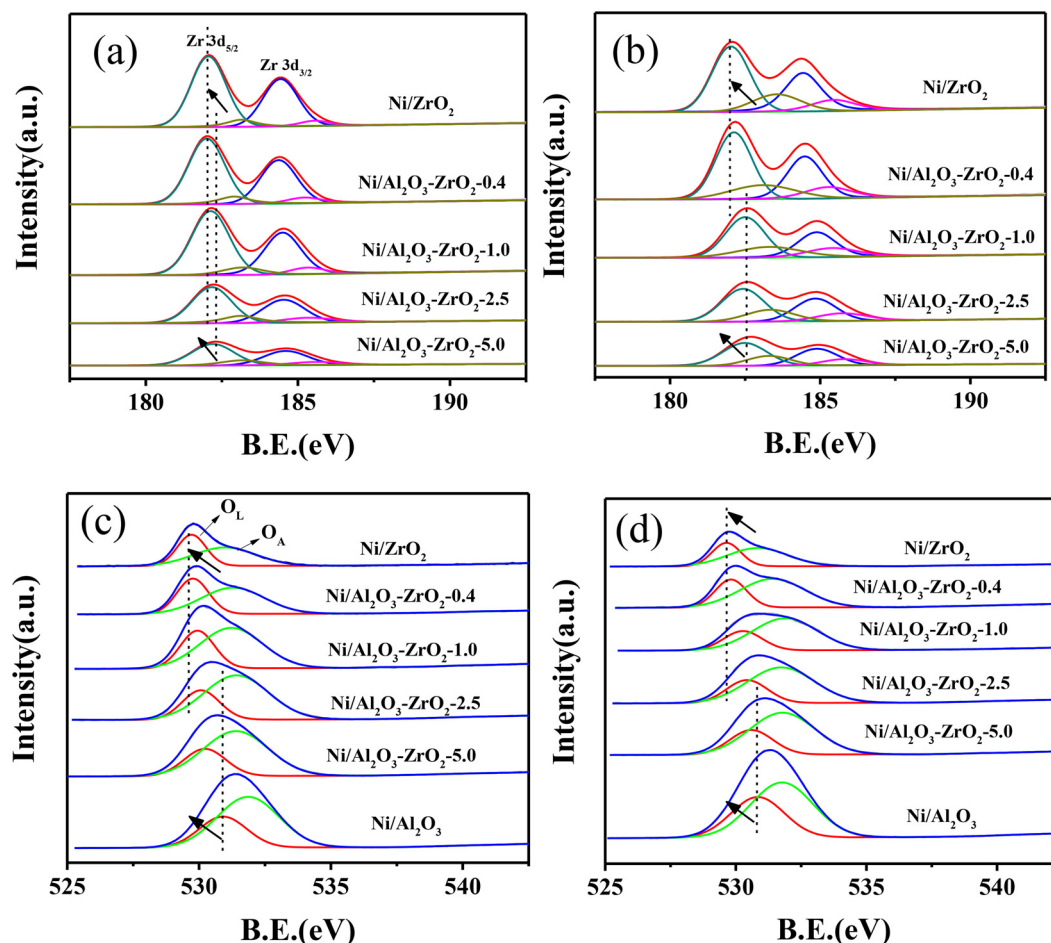 (a)
Zr 3d5/2
Zr 3d3/2
Ni/ZrO2
Ni/Al2O3-ZrO2-0.4
Ni/Al2O3-ZrO2-1.0
Ni/Al2O3-ZrO2-2.5
Ni/Al2O3-ZrO2-5.0
Intensity(a.u.)
180 185 190
B.E.(eV)
(b)
Ni/ZrO2
Ni/Al2O3-ZrO2-0.4
Ni/Al2O3-ZrO2-1.0
Ni/Al2O3-ZrO2-2.5
Ni/Al2O3-ZrO2-5.0
Intensity(a.u.)
180 185 190
B.E.(eV)
(c)
OL
OA
Ni/ZrO2
Ni/Al2O3-ZrO2-0.4
Ni/Al2O3-ZrO2-1.0
Ni/Al2O3-ZrO2-2.5
Ni/Al2O3-ZrO2-5.0
Ni/Al2O3
Intensity(a.u.)
525 530 535 540
B.E.(eV)
(d)
Ni/ZrO2
Ni/Al2O3-ZrO2-0.4
Ni/Al2O3-ZrO2-1.0
Ni/Al2O3-ZrO2-2.5
Ni/Al2O3-ZrO2-5.0
Ni/Al2O3
Intensity(a.u.)
525 530 535 540
B.E.(eV)